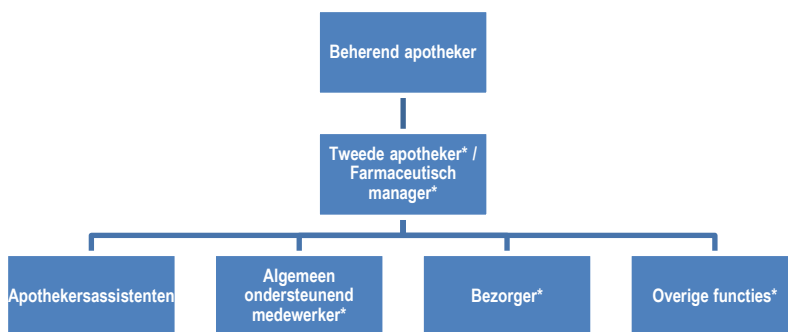 Beherend apotheker
Tweede apotheker* /
Farmaceutisch
manager*
Apothekersassistenten
Algemeen
ondersteunend
medewerker*
Bezorger*
Overige functies*